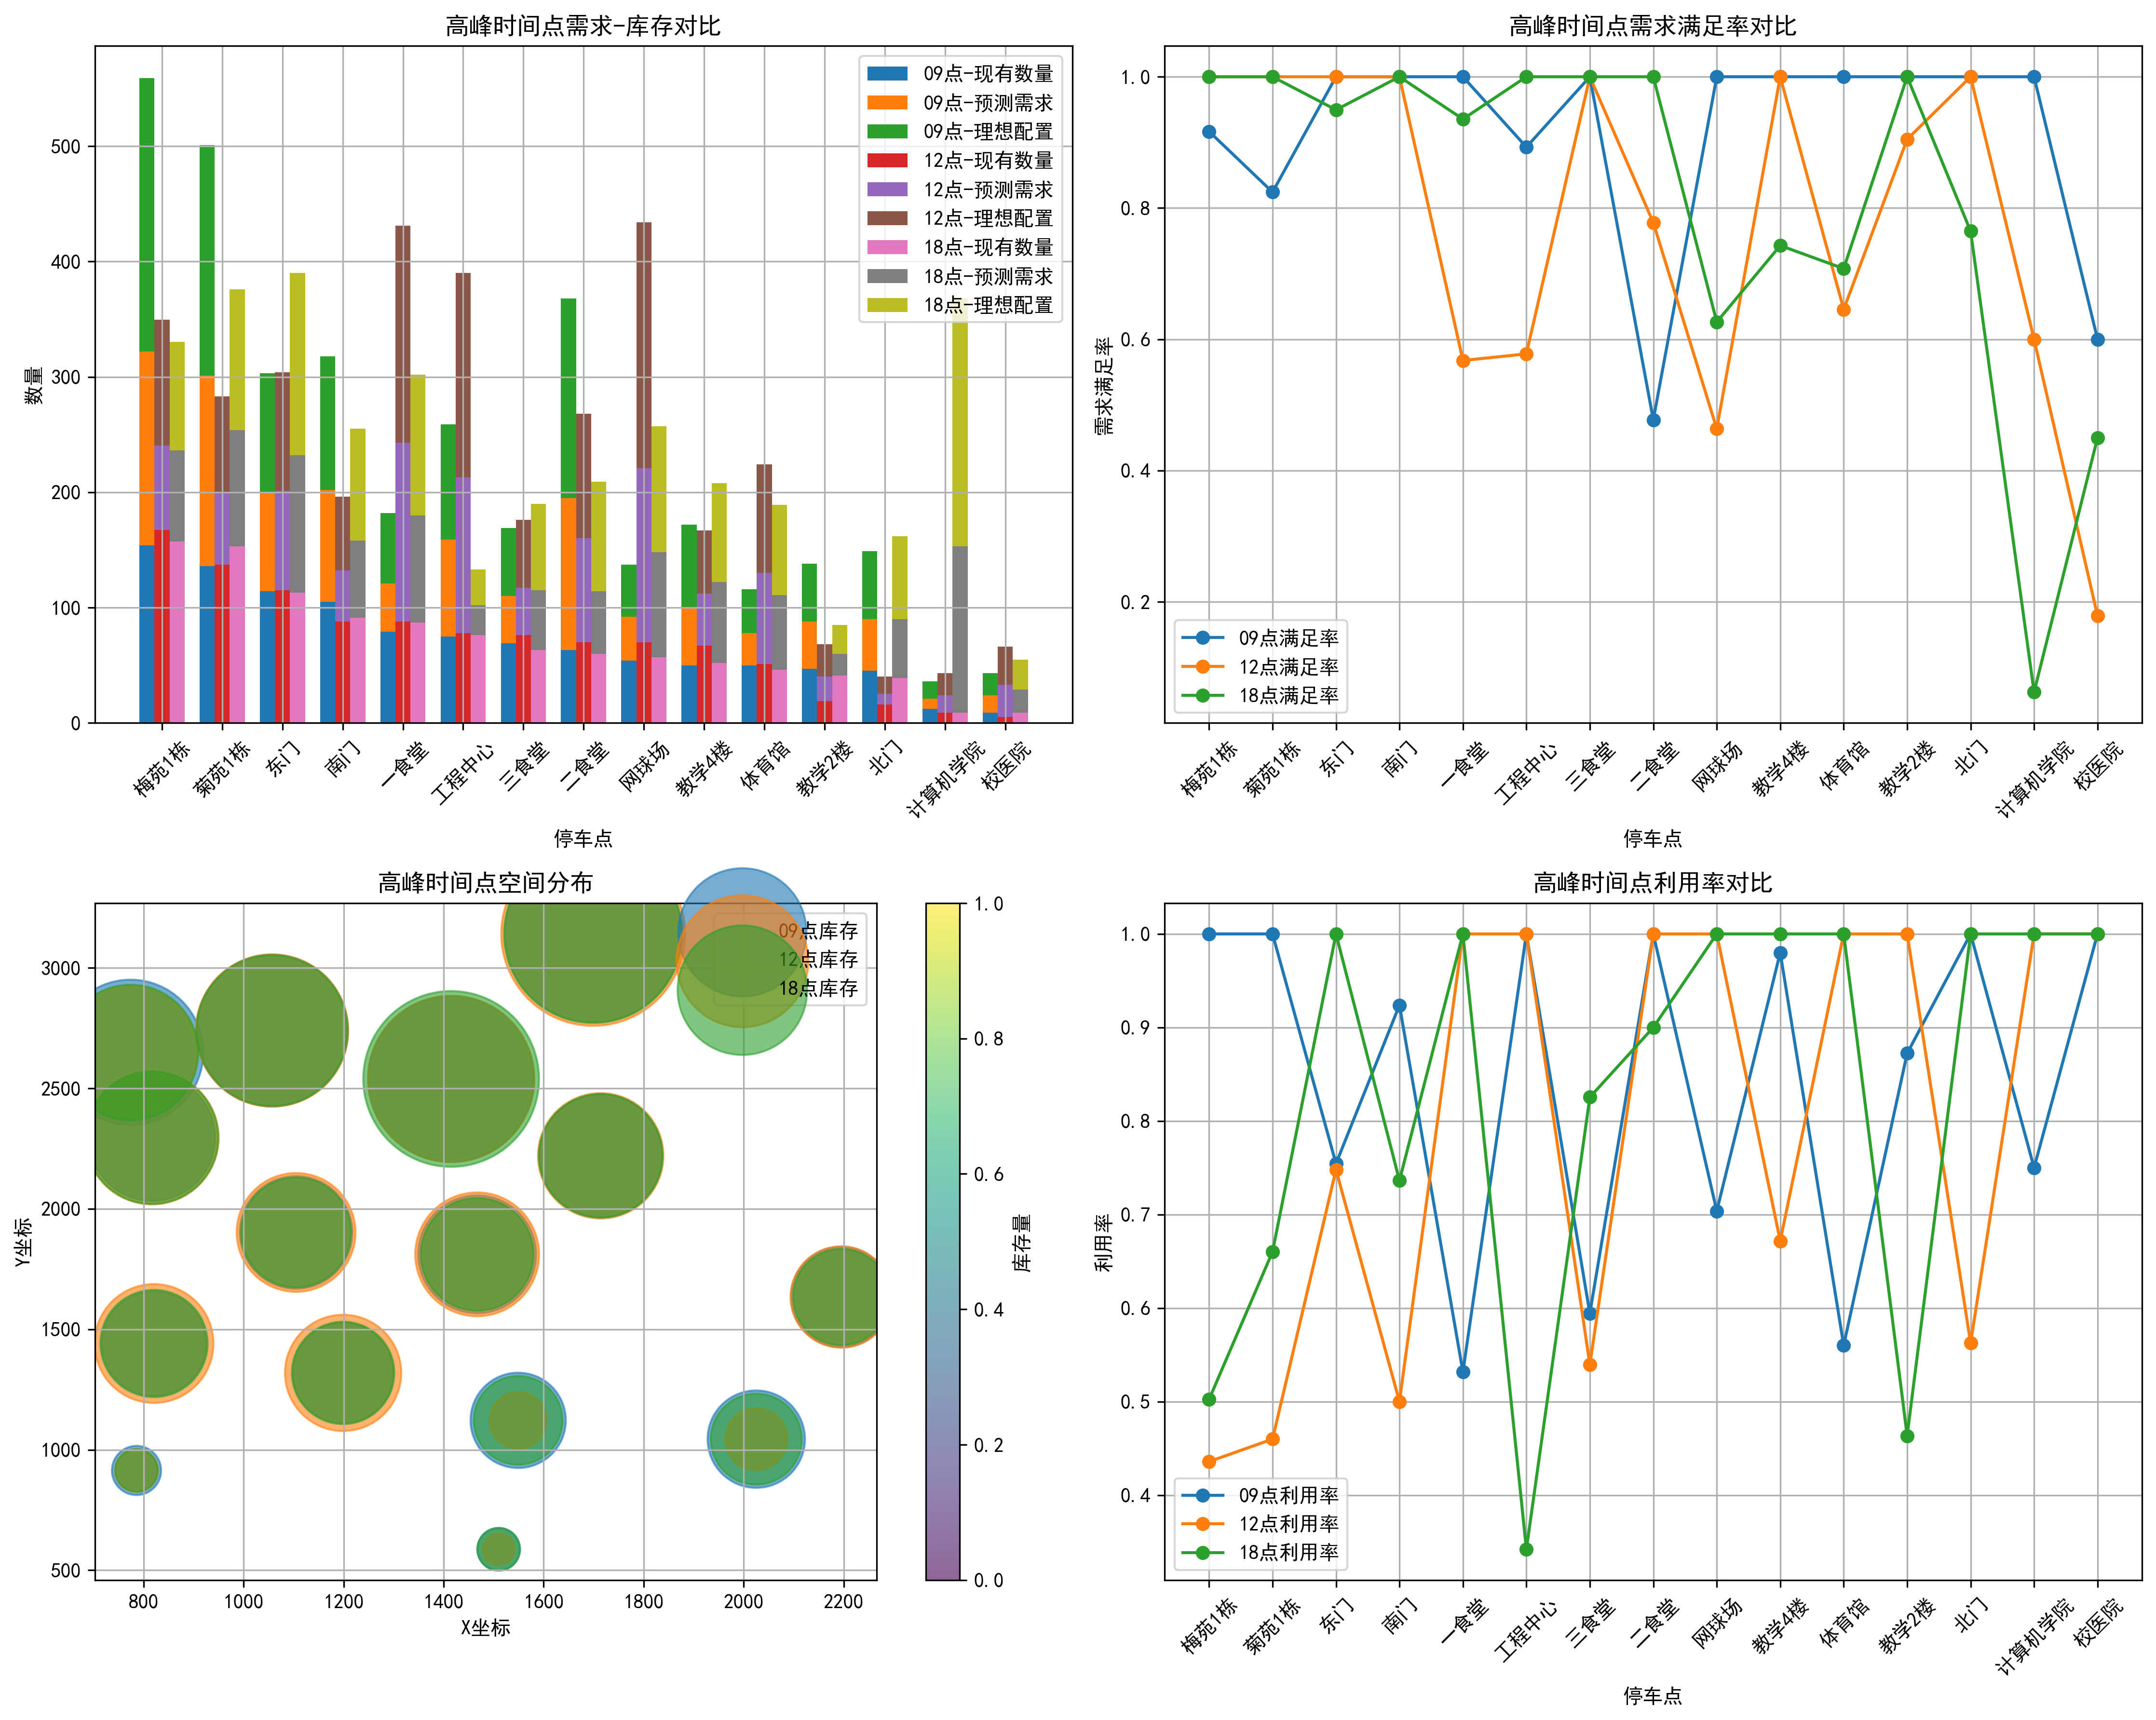 高峰时间点需求-库存对比
数量
500
400
300
200
100
0
09点-现有数量
09点-预测需求
09点-理想配置
12点-现有数量
12点-预测需求
12点-理想配置
18点-现有数量
18点-预测需求
18点-理想配置
梅苑1栋
菊苑1栋
东门
南门
一食堂
工程中心
三食堂
二食堂
网球场
教学4楼
体育馆
教学2楼
北门
计算机学院
校医院
停车点
高峰时间点需求满足率对比
需求满足率
1.0
0.8
0.6
0.4
0.2
09点满足率
12点满足率
18点满足率
梅苑1栋
菊苑1栋
东门
南门
一食堂
工程中心
三食堂
二食堂
网球场
教学4楼
体育馆
教学2楼
北门
计算机学院
校医院
停车点
高峰时间点空间分布
Y坐标
3000
2500
2000
1500
1000
500
09点库存
12点库存
18点库存
800
1000
1200
1400
1600
1800
2000
2200
X坐标
1.0
0.8
0.6
0.4
0.2
0.0
库存量
高峰时间点利用率对比
利用率
1.0
0.9
0.8
0.7
0.6
0.5
0.4
09点利用率
12点利用率
18点利用率
梅苑1栋
菊苑1栋
东门
南门
一食堂
工程中心
三食堂
二食堂
网球场
教学4楼
体育馆
教学2楼
北门
计算机学院
校医院
停车点